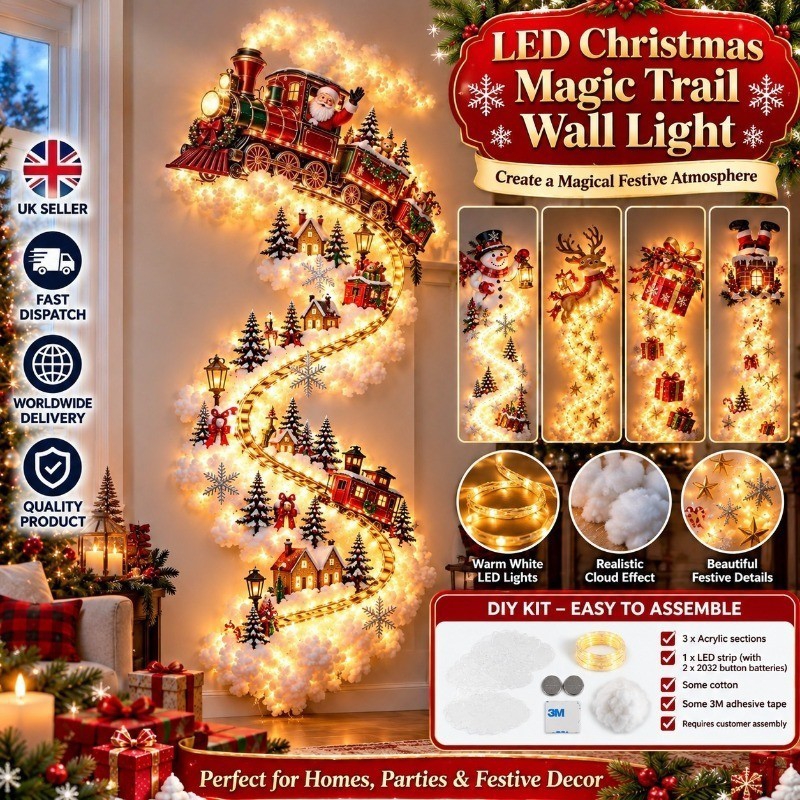 LED Christmas
Magic Trail
Wall Light
Create a Magical Festive Atmosphere
UK SELLER
FAST
DISPATCH
WORLDWIDE
DELIVERY
QUALITY
PRODUCT
Warm White
LED Lights
Realistic
Cloud Effect
Beautiful
Festive Details
DIY KIT – EASY TO ASSEMBLE
3 x Acrylic sections
1 x LED strip (with
2 x 2032 button batteries)
Some cotton
Some 3M adhesive tape
Requires customer assembly
3M
Perfect for Homes, Parties & Festive Decor